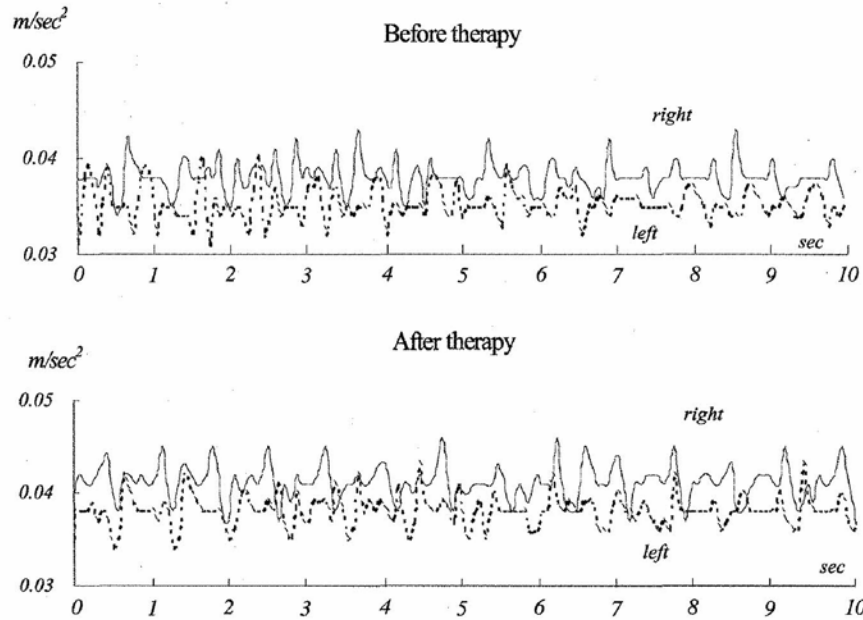 m/sec²
Before therapy
0.05
right
0.04
left
sec
0.03
0 1 2 3 4 5 6 7 8 9 10
After therapy
m/sec²
0.05
right
0.04
left
sec
0.03
0 1 2 3 4 5 6 7 8 9 10